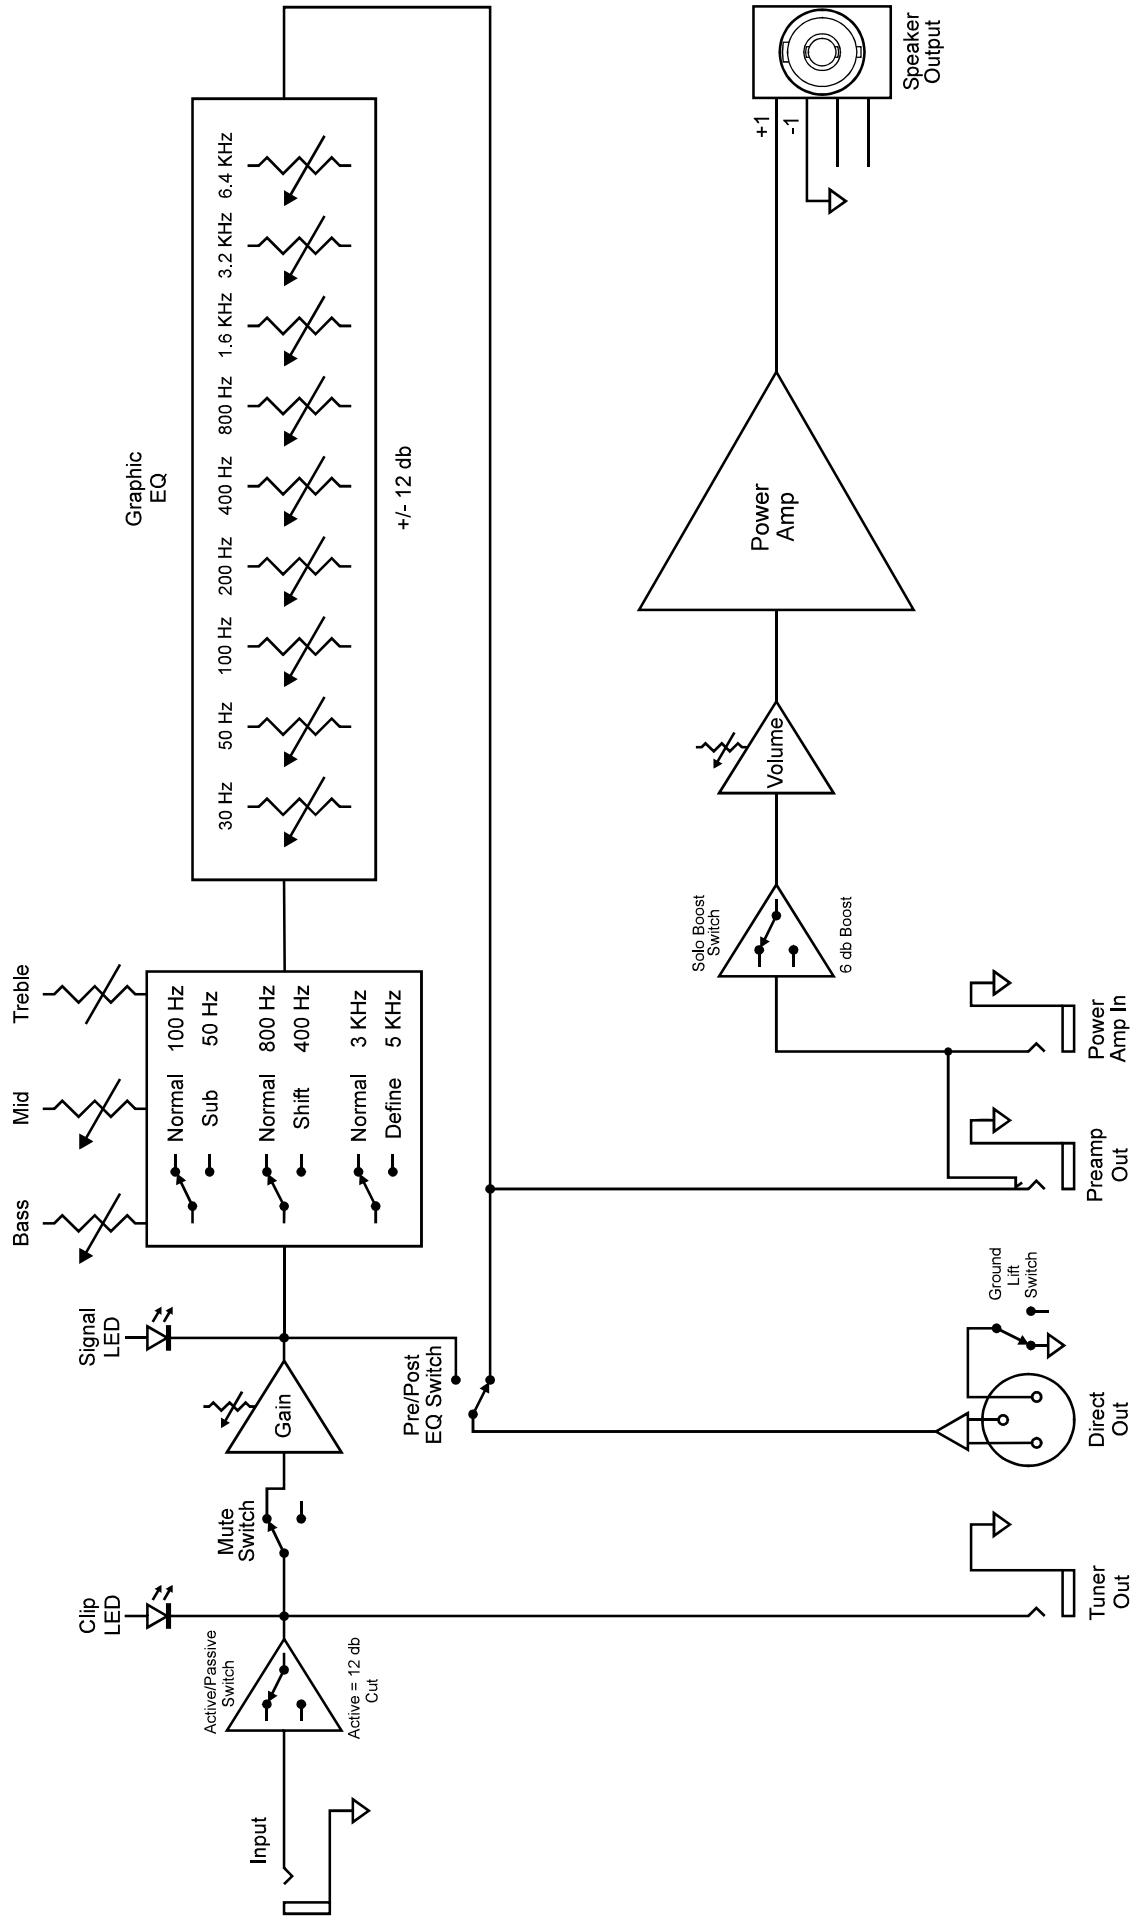 Input
Active/Passive
Switch
Active = 12 db
Cut
Clip
LED
Mute
Switch
Gain
Signal
LED
Pre/Post
EQ Switch
Bass
Mid
Treble
Normal 100 Hz
Sub 50 Hz
Normal 800 Hz
Shift 400 Hz
Normal 3 KHz
Define 5 KHz
Graphic
EQ
30 Hz 50 Hz 100 Hz 200 Hz 400 Hz 800 Hz 1.6 KHz 3.2 KHz 6.4 KHz
+/- 12 db
Tuner
Out
Direct
Out
Ground
Lift
Switch
Preamp
Out
Power
Amp In
Solo Boost
Switch
6 db Boost
Volume
Power
Amp
+1
-1
Speaker
Output